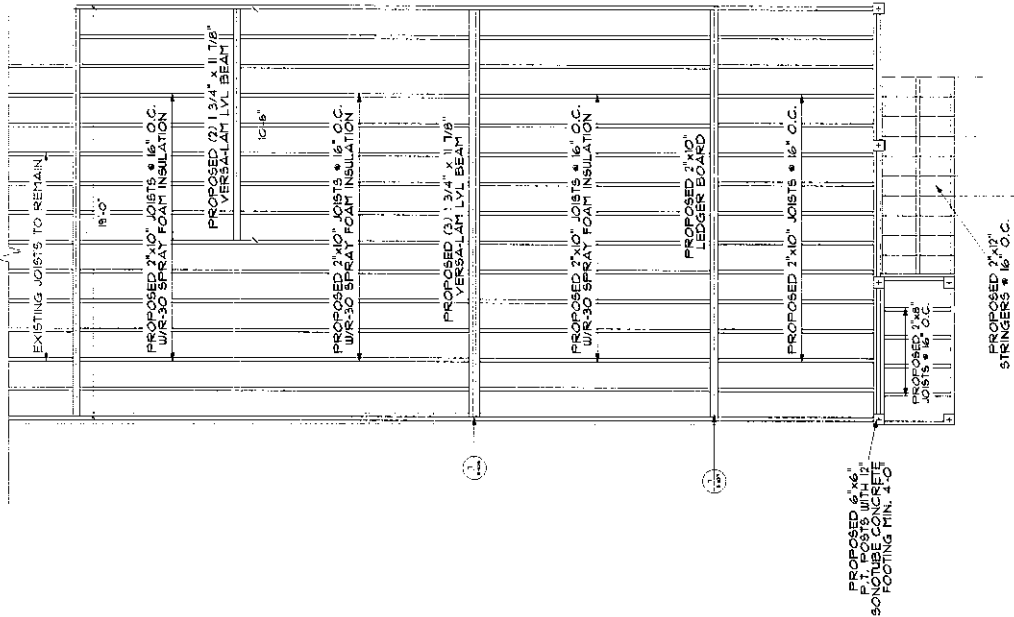 EXISTING JOISTS TO REMAIN
18'-0"
PROPOSED 2"x10" JOISTS @ 16" O.C.
W/R-30 SPRAY FOAM INSULATION
PROPOSED (2) 1 3/4" x 11 7/8"
VERSA-LAM LVL BEAM
10'-8"
PROPOSED 2"x10" JOISTS @ 16" O.C.
W/R-30 SPRAY FOAM INSULATION
PROPOSED (3) 1 3/4" x 11 7/8"
VERSA-LAM LVL BEAM
PROPOSED 2"x10" JOISTS @ 16" O.C.
W/R-30 SPRAY FOAM INSULATION
PROPOSED 2"x10"
LEDGER BOARD
PROPOSED 2"x10" JOISTS @ 16" O.C.
PROPOSED 6"x6"
P.T. POSTS WITH 12"
SONOTUBE CONCRETE
FOOTING MIN. 4'-0"
PROPOSED 2"x8"
JOISTS @ 16" O.C.
PROPOSED 2"x12"
STRINGERS @ 16" O.C.